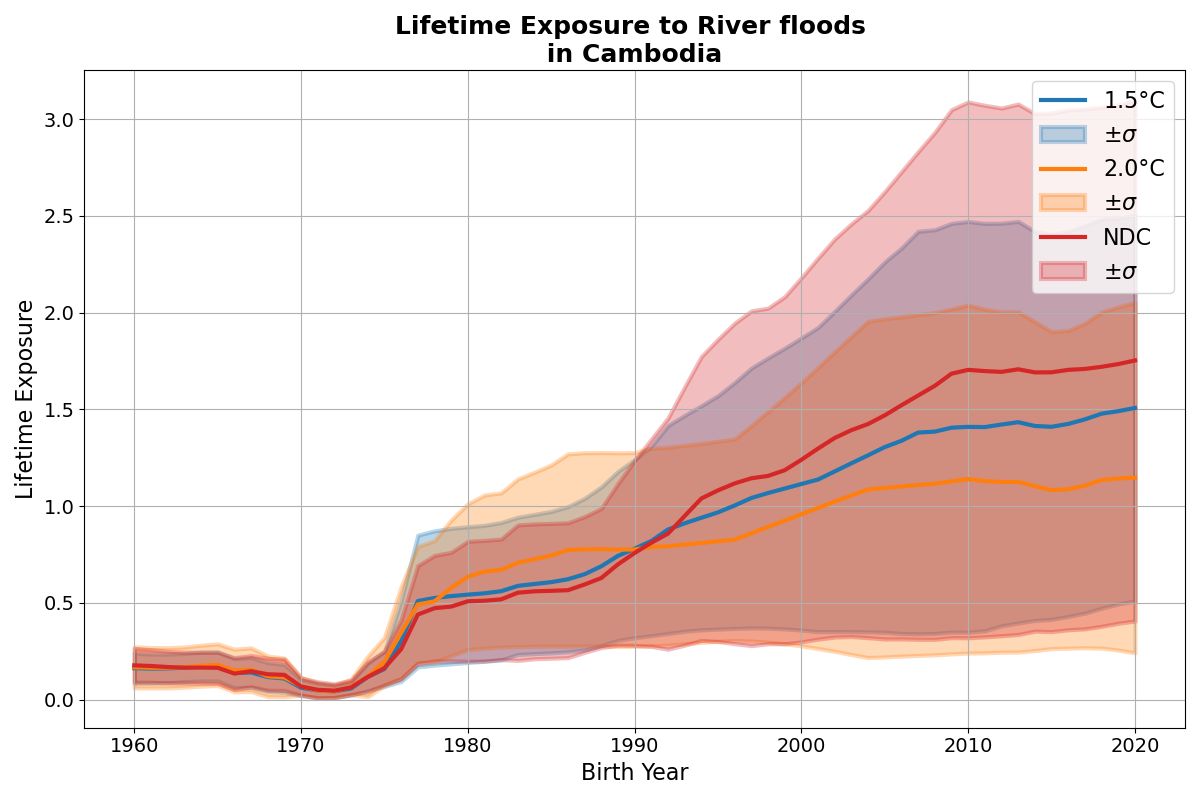 Lifetime Exposure to River floods
in Cambodia
Lifetime Exposure
3.0
2.5
2.0
1.5
1.0
0.5
0.0
1960
1970
1980
1990
2000
2010
2020
Birth Year
1.5°C
±σ
2.0°C
±σ
NDC
±σ